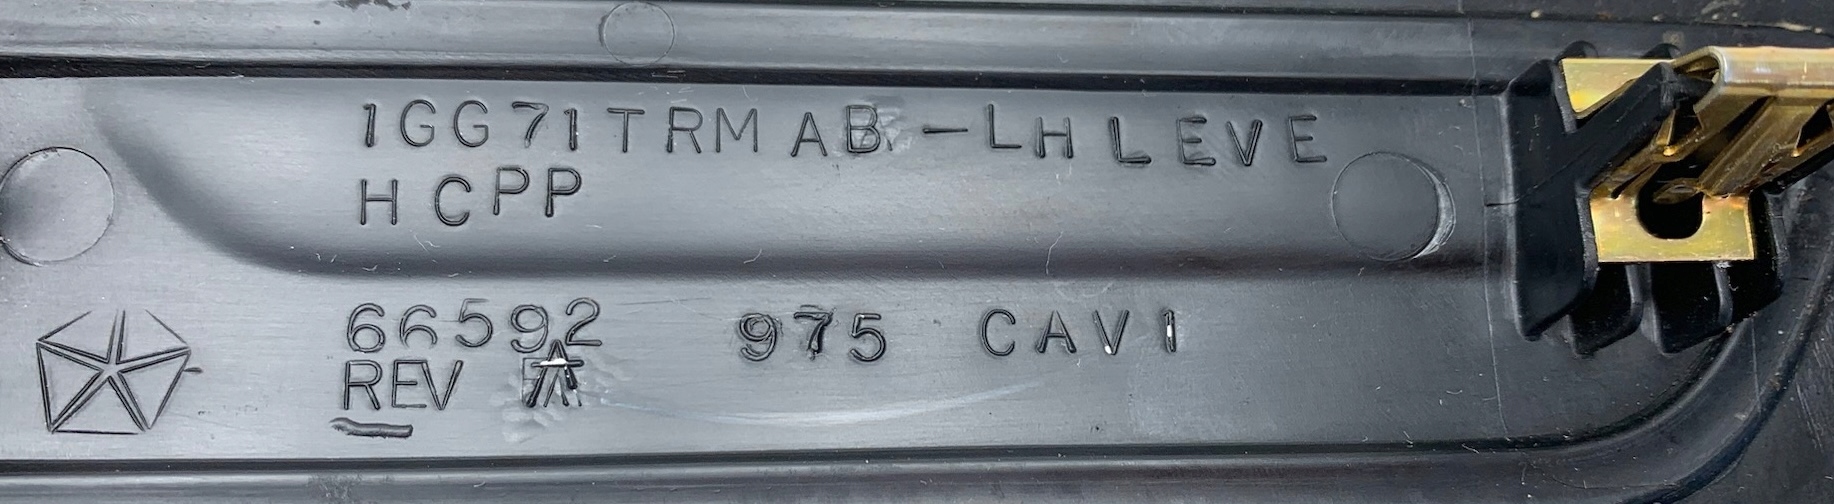 1GG71TRMAB-LHLEVE
HCPP
66592 975 CAV1
REV